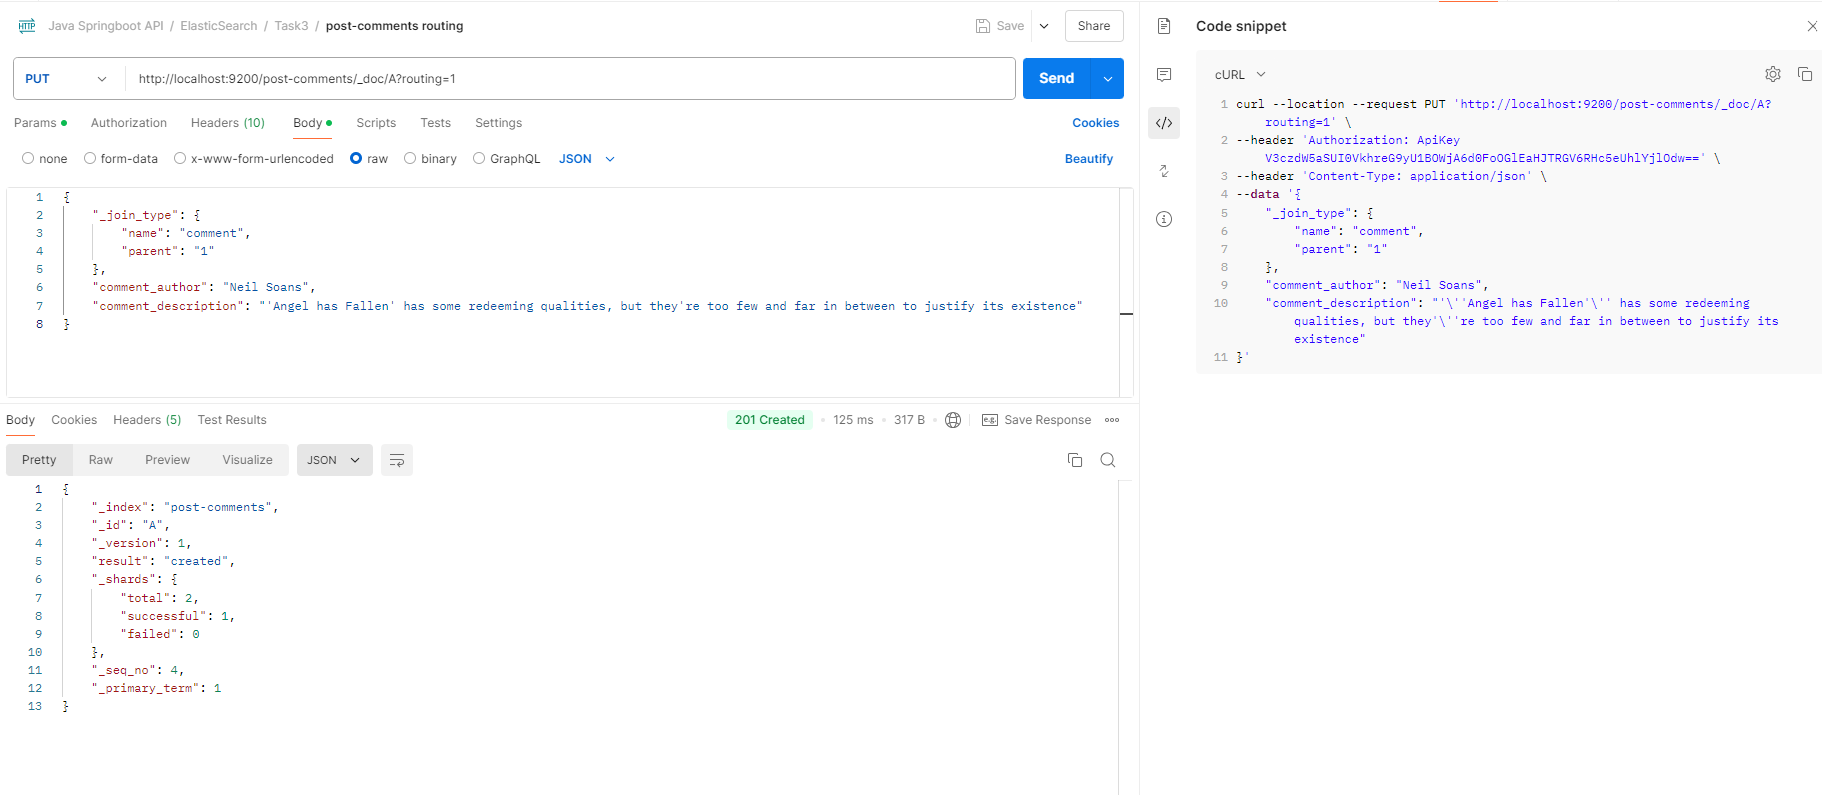 HTTP Java Springboot API / ElasticSearch / Task3 / post-comments routing Save Share
PUT http://localhost:9200/post-comments/_doc/A?routing=1 Send
Params Authorization Headers (10) Body Scripts Tests Settings Cookies
none form-data x-www-form-urlencoded raw binary GraphQL JSON Beautify
1 {
2 "_join_type": {
3 "name": "comment",
4 "parent": "1"
5 },
6 "comment_author": "Neil Soans",
7 "comment_description": "'Angel has Fallen' has some redeeming qualities, but they're too few and far in between to justify its existence"
8 }
Body Cookies Headers (5) Test Results 201 Created • 125 ms • 317 B • e.g. Save Response
Pretty Raw Preview Visualize JSON
1 {
2 "_index": "post-comments",
3 "_id": "A",
4 "_version": 1,
5 "result": "created",
6 "_shards": {
7 "total": 2,
8 "successful": 1,
9 "failed": 0
10 },
11 "_seq_no": 4,
12 "_primary_term": 1
13 }
Code snippet
cURL
1 curl --location --request PUT 'http://localhost:9200/post-comments/_doc/A?
routing=1' \
2 --header 'Authorization: ApiKey
3 --header 'Content-Type: application/json' \
4 --data '{
5 "_join_type": {
6 "name": "comment",
7 "parent": "1"
8 },
9 "comment_author": "Neil Soans",
10 "comment_description": "'\''Angel has Fallen'\'' has some redeeming
qualities, but they'\''re too few and far in between to justify its
existence"
11 }'